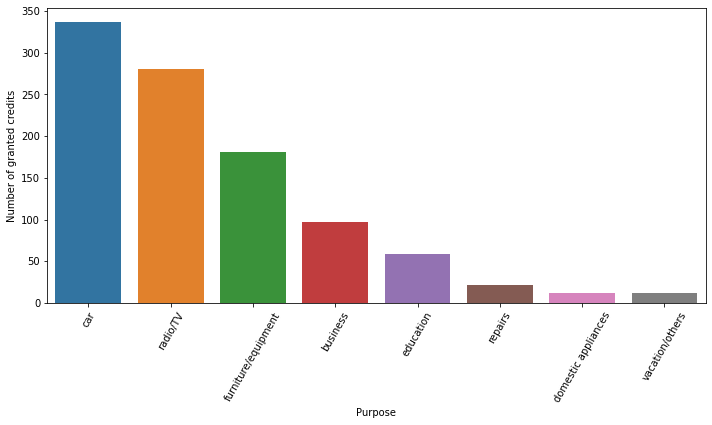 350
300
250
200
150
100
50
0
Number of granted credits
car
radio/TV
furniture/equipment
business
education
repairs
domestic appliances
vacation/others
Purpose